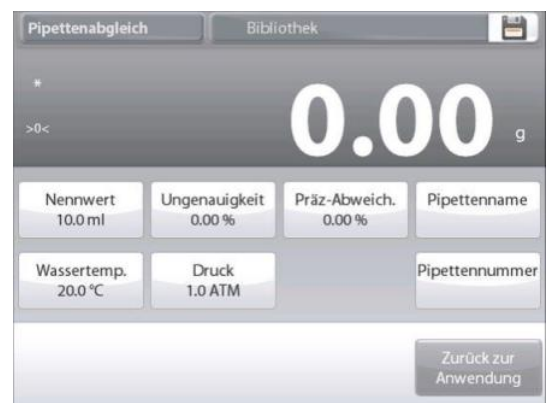 Pipettenabgleich
Bibliothek
*
>0<
0.00 g
Nennwert
10.0 ml
Ungenauigkeit
0.00 %
Präz-Abweich.
0.00 %
Pipettenname
Wassertemp.
20.0 °C
Druck
1.0 ATM
Pipettennummer
Zurück zur
Anwendung